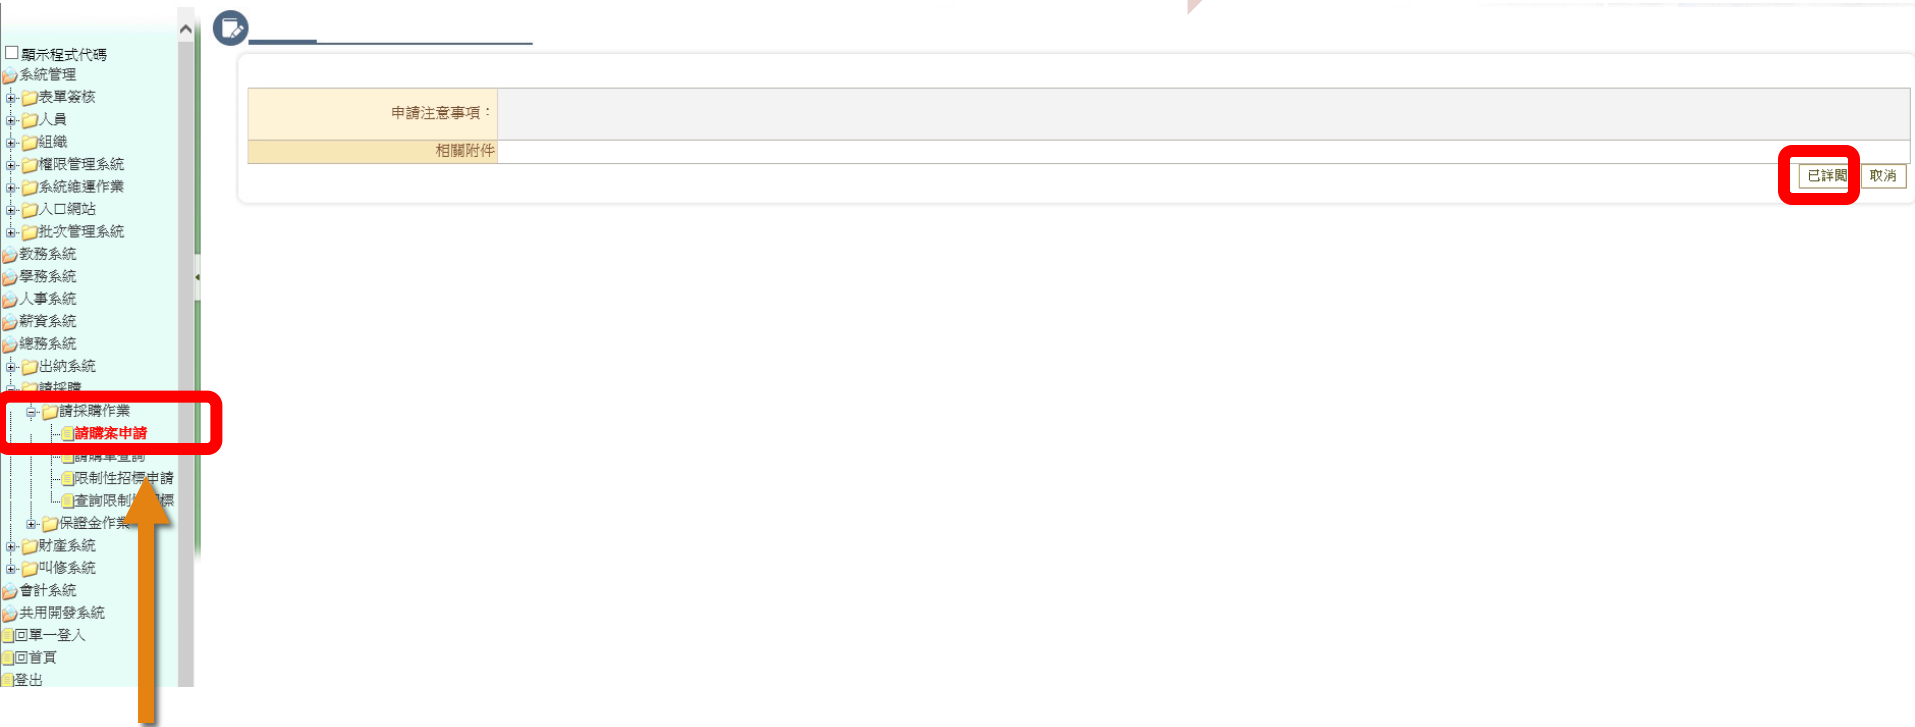 顯示程式代碼
系統管理
表單簽核
人員
組織
權限管理系統
系統維運作業
入口網站
批次管理系統
教務系統
學務系統
人事系統
薪資系統
總務系統
出納系統
請採購
請採購作業
請購案申請
請購單查詢
限制性招標申請
查詢限制 標
保證金作業
財產系統
叫修系統
會計系統
共用開發系統
回單一登入
回首頁
登出
申請注意事項：
相關附件
已詳閱 取消